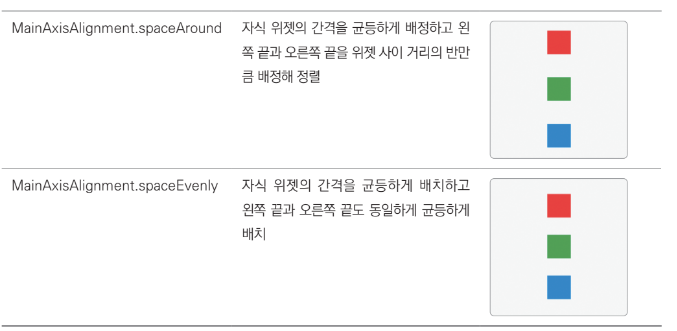 MainAxisAlignment.spaceAround
자식 위젯의 간격을 균등하게 배정하고 왼
쪽 끝과 오른쪽 끝을 위젯 사이 거리의 반만
큼 배정해 정렬
MainAxisAlignment.spaceEvenly
자식 위젯의 간격을 균등하게 배치하고
왼쪽 끝과 오른쪽 끝도 동일하게 균등하게
배치